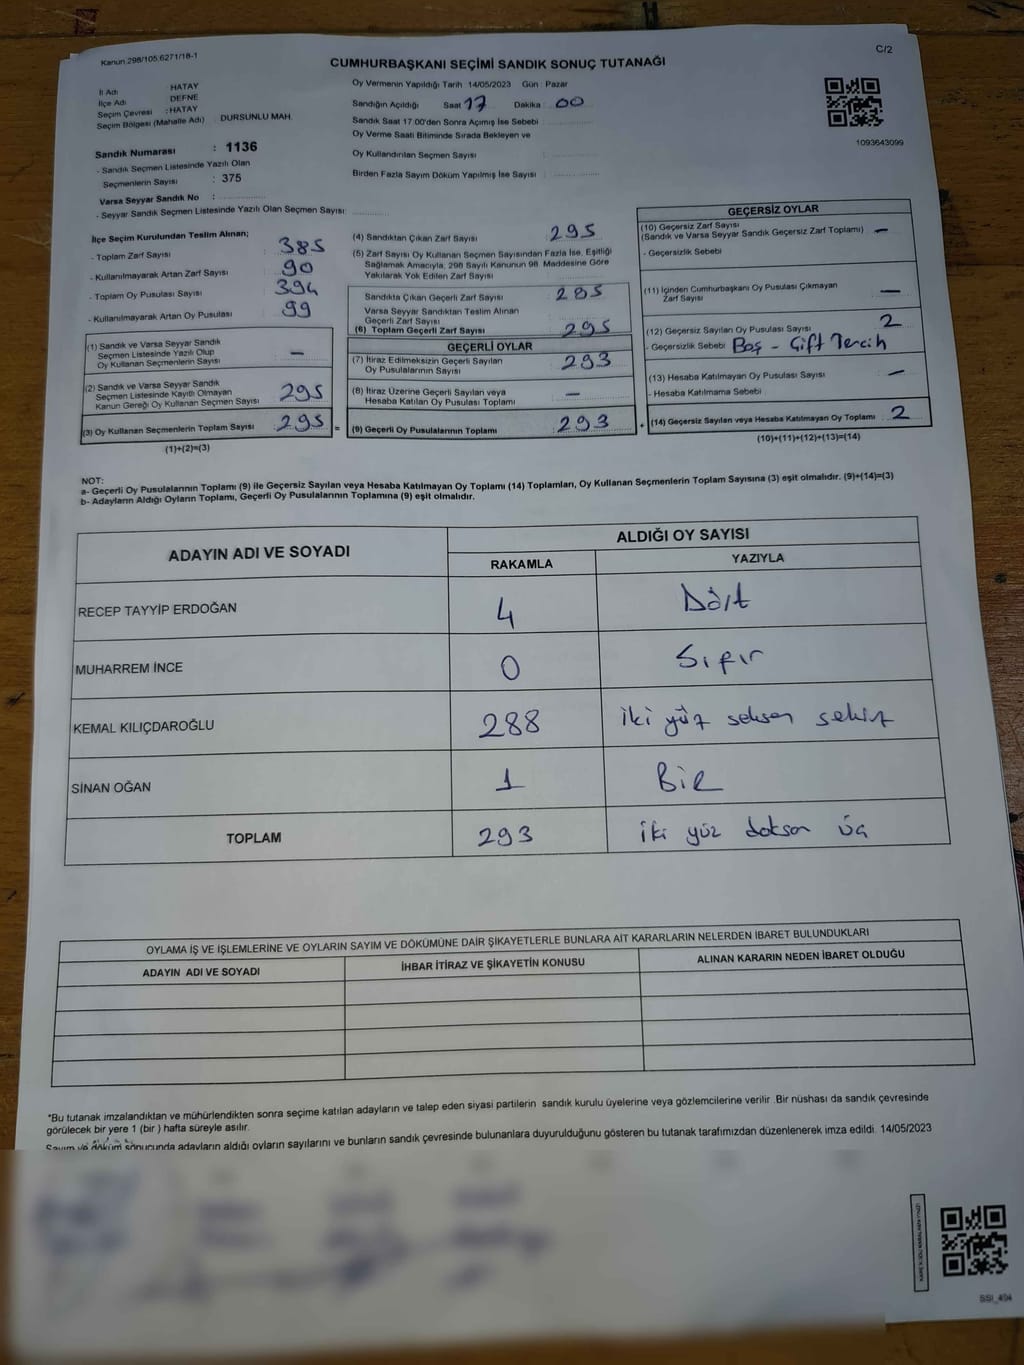 Kanun 298/105;6271/18-1
C/2
CUMHURBAŞKANI SEÇİMİ SANDIK SONUÇ TUTANAĞI
İl Adı HATAY
İlçe Adı DEFNE
Seçim Çevresi : HATAY
Seçim Bölgesi (Mahalle Adı) : DURSUNLU MAH.
Sandık Numarası : 1136
- Sandık Seçmen Listesinde Yazılı Olan
Seçmenlerin Sayısı : 375
Varsa Seyyar Sandık No :
- Seyyar Sandık Seçmen Listesinde Yazılı Olan Seçmen Sayısı:
Oy Vermenin Yapıldığı Tarih 14/05/2023 Gün : Pazar
Sandığın Açıldığı Saat 17 Dakika : 00
Sandık Saat 17.00'den Sonra Açımış İse Sebebi :
Oy Verme Saati Bitiminde Sırada Bekleyen ve
Oy Kullandırılan Seçmen Sayısı :
Birden Fazla Sayım Döküm Yapılmış İse Sayısı :
1093643099
İlçe Seçim Kurulundan Teslim Alınan;
- Toplam Zarf Sayısı : 385
- Kullanılmayarak Artan Zarf Sayısı : 90
- Toplam Oy Pusulası Sayısı : 394
- Kullanılmayarak Artan Oy Pusulası : 99
(1) Sandık ve Varsa Seyyar Sandık
Seçmen Listesinde Yazılı Olup
Oy Kullanan Seçmenlerin Sayısı : –
(2) Sandık ve Varsa Seyyar Sandık
Seçmen Listesinde Kayıtlı Olmayan
Kanun Gereği Oy Kullanan Seçmen Sayısı : 295
(3) Oy Kullanan Seçmenlerin Toplam Sayısı : 295 =
(1)+(2)=(3)
(4) Sandıktan Çıkan Zarf Sayısı : 295
(5) Zarf Sayısı Oy Kullanan Seçmen Sayısından Fazla İse, Eşitliği
Sağlamak Amacıyla, 298 Sayılı Kanunun 98. Maddesine Göre
Yakılarak Yok Edilen Zarf Sayısı :
Sandıkta Çıkan Geçerli Zarf Sayısı : 295
Varsa Seyyar Sandıktan Teslim Alınan
Geçerli Zarf Sayısı :
(6) Toplam Geçerli Zarf Sayısı : 295
GEÇERLİ OYLAR
(7) İtiraz Edilmeksizin Geçerli Sayılan
Oy Pusulalarının Sayısı : 293
(8) İtiraz Üzerine Geçerli Sayılan veya
Hesaba Katılan Oy Pusulası Toplamı : –
(9) Geçerli Oy Pusulalarının Toplamı : 293 +
GEÇERSİZ OYLAR
(10) Geçersiz Zarf Sayısı
(Sandık ve Varsa Seyyar Sandık Geçersiz Zarf Toplamı) : –
- Geçersizlik Sebebi
(11) İçinden Cumhurbaşkanı Oy Pusulası Çıkmayan
Zarf Sayısı : –
(12) Geçersiz Sayılan Oy Pusulası Sayısı : 2
- Geçersizlik Sebebi Boş - Çift Tercih
(13) Hesaba Katılmayan Oy Pusulası Sayısı : –
- Hesaba Katılmama Sebebi
(14) Geçersiz Sayılan veya Hesaba Katılmayan Oy Toplamı : 2
(10)+(11)+(12)+(13)=(14)
NOT:
a- Geçerli Oy Pusulalarının Toplamı (9) ile Geçersiz Sayılan veya Hesaba Katılmayan Oy Toplamı (14) Toplamları, Oy Kullanan Seçmenlerin Toplam Sayısına (3) eşit olmalıdır. (9)+(14)=(3)
b- Adayların Aldığı Oyların Toplamı, Geçerli Oy Pusulalarının Toplamına (9) eşit olmalıdır.
ADAYIN ADI VE SOYADI
ALDIĞI OY SAYISI
RAKAMLA YAZIYLA
RECEP TAYYİP ERDOĞAN 4 Dört
MUHARREM İNCE 0 Sıfır
KEMAL KILIÇDAROĞLU 288 iki yüz seksen sekiz
SİNAN OĞAN 1 Bir
TOPLAM 293 iki yüz doksan üç
OYLAMA İŞ VE İŞLEMLERİNE VE OYLARIN SAYIM VE DÖKÜMÜNE DAİR ŞİKAYETLERLE BUNLARA AİT KARARLARIN NELERDEN İBARET BULUNDUKLARI
ADAYIN ADI VE SOYADI İHBAR İTİRAZ VE ŞİKAYETİN KONUSU ALINAN KARARIN NEDEN İBARET OLDUĞU
*Bu tutanak imzalandıktan ve mühürlendikten sonra seçime katılan adayların ve talep eden siyasi partilerin sandık kurulu üyelerine veya gözlemcilerine verilir .Bir nüshası da sandık çevresinde
görülecek bir yere 1 (bir ) hafta süreyle asılır.
Sayım ve döküm sonucunda adayların aldığı oyların sayılarını ve bunların sandık çevresinde bulunanlara duyurulduğunu gösteren bu tutanak tarafımızdan düzenlenerek imza edildi. 14/05/2023
SSI_494